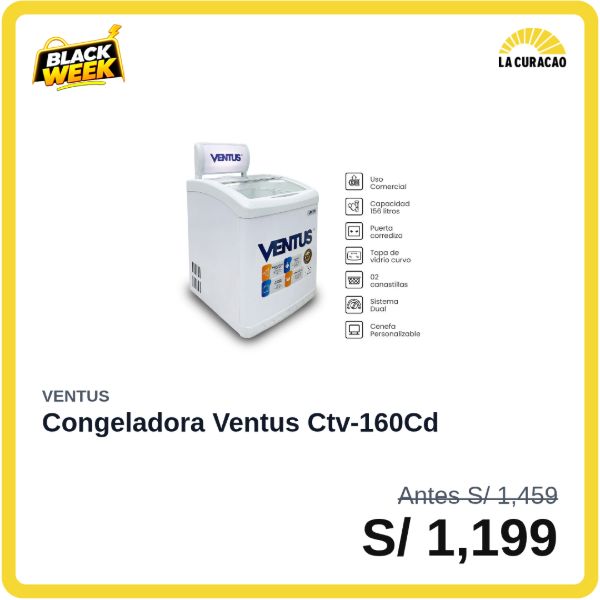 BLACK
WEEK
LA CURACAO
VENTUS
VENTUS
Uso
Comercial
Capacidad
156 litros
Puerta
corrediza
Tapa de
vidrio curvo
02
canastillas
Sistema
Dual
Cenefa
Personalizable
VENTUS
Congeladora Ventus Ctv-160Cd
Antes S/ 1,459
S/ 1,199